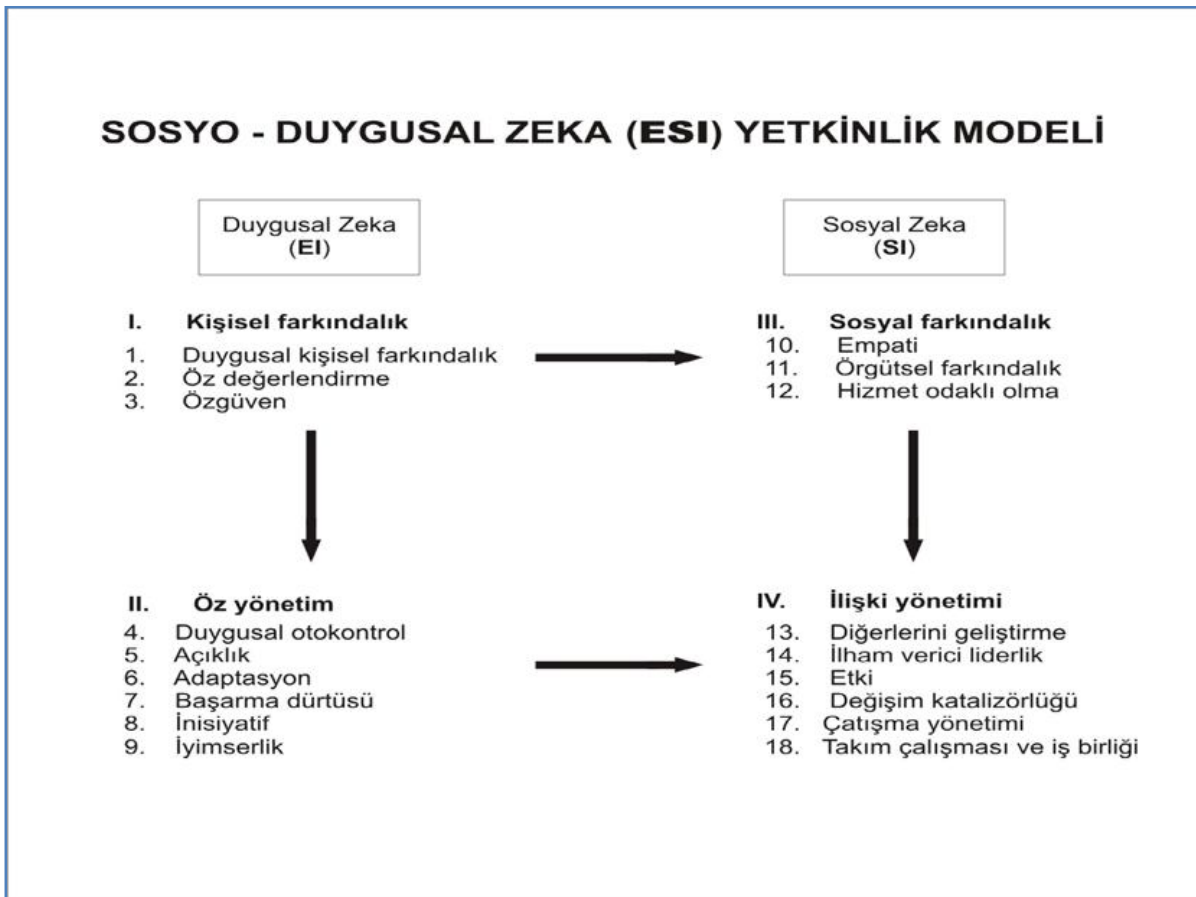 SOSYO - DUYGUSAL ZEKA (ESI) YETKİNLİK MODELİ
Duygusal Zeka
(EI)
I. Kişisel farkındalık
1. Duygusal kişisel farkındalık
2. Öz değerlendirme
3. Özgüven
II. Öz yönetim
4. Duygusal otokontrol
5. Açıklık
6. Adaptasyon
7. Başarma dürtüsü
8. İnisiyatif
9. İyimserlik
Sosyal Zeka
(SI)
III. Sosyal farkındalık
10. Empati
11. Örgütsel farkındalık
12. Hizmet odaklı olma
IV. İlişki yönetimi
13. Diğerlerini geliştirme
14. İlham verici liderlik
15. Etki
16. Değişim katalizörlüğü
17. Çatışma yönetimi
18. Takım çalışması ve iş birliği